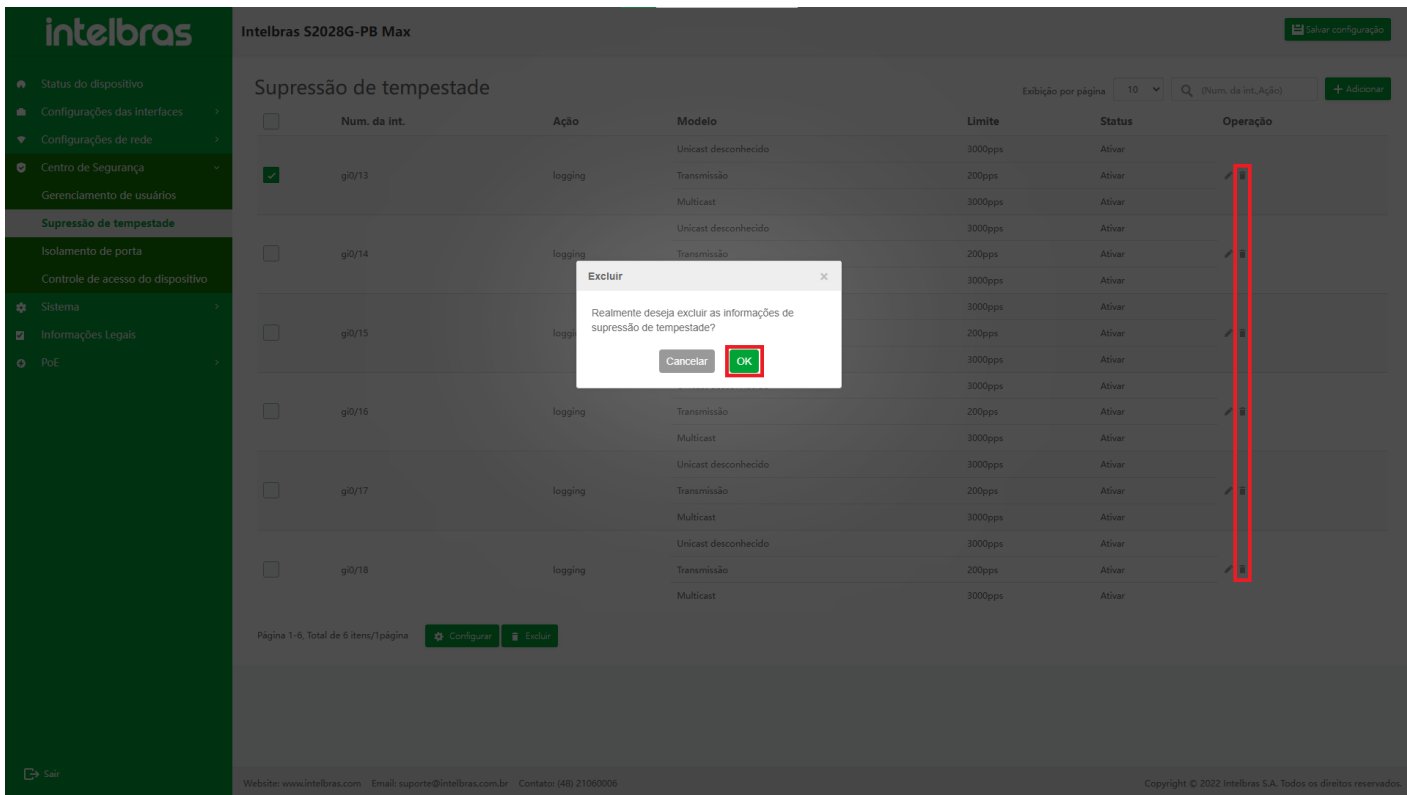 intelbras
Intelbras S2028G-PB Max
Salvar configuração
Status do dispositivo
Configurações das interfaces
Configurações de rede
Centro de Segurança
Gerenciamento de usuários
Supressão de tempestade
Isolamento de porta
Controle de acesso do dispositivo
Sistema
Informações Legais
PoE
Sair
Supressão de tempestade
Exibição por página 10 (Num. da int.,Ação) + Adicionar
Num. da int. Ação Modelo Limite Status Operação
Unicast desconhecido 3000pps Ativar
gi0/13 logging Transmissão 200pps Ativar
Multicast 3000pps Ativar
Unicast desconhecido 3000pps Ativar
gi0/14 logging Transmissão 200pps Ativar
3000pps Ativar
3000pps Ativar
gi0/15 200pps Ativar
3000pps Ativar
3000pps Ativar
gi0/16 logging Transmissão 200pps Ativar
Multicast 3000pps Ativar
Unicast desconhecido 3000pps Ativar
gi0/17 logging Transmissão 200pps Ativar
Multicast 3000pps Ativar
Unicast desconhecido 3000pps Ativar
gi0/18 logging Transmissão 200pps Ativar
Multicast 3000pps Ativar
Excluir ×
Realmente deseja excluir as informações de
supressão de tempestade?
Cancelar OK
Página 1-6, Total de 6 itens/1página Configurar Excluir
Website: www.intelbras.com Email: suporte@intelbras.com.br Contato: (48) 21060006 Copyright © 2022 Intelbras S.A. Todos os direitos reservados.